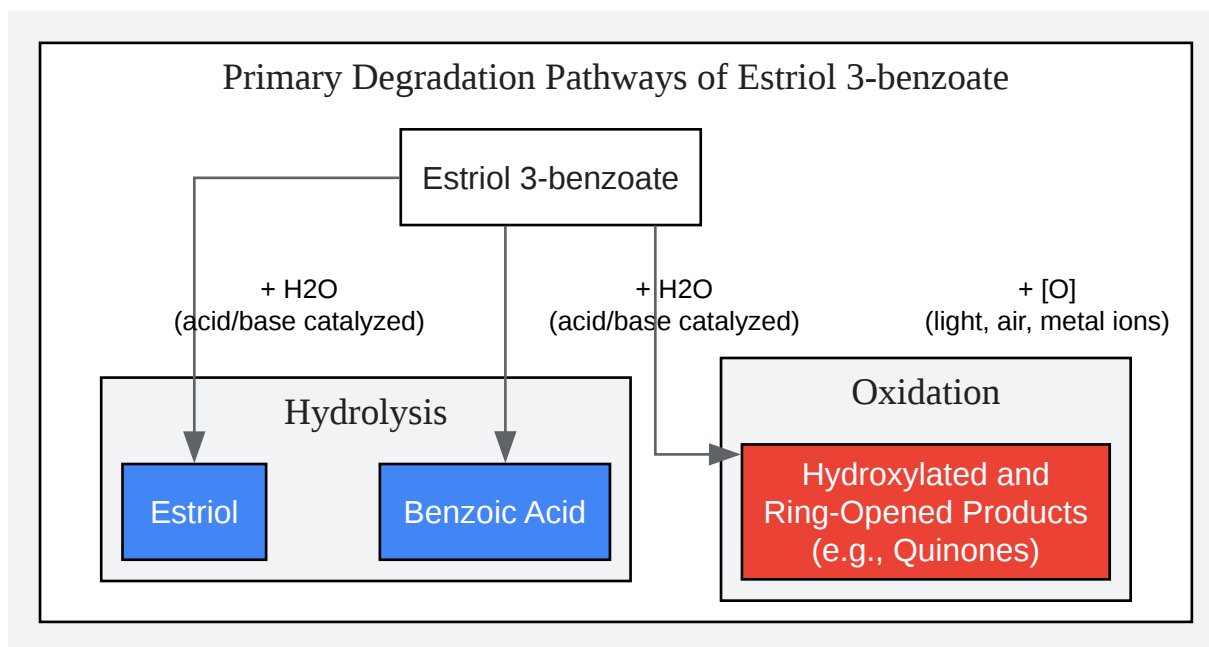 Primary Degradation Pathways of Estriol 3-benzoate
Estriol 3-benzoate
+ H2O
(acid/base catalyzed)
+ H2O
(acid/base catalyzed)
+ [O]
(light, air, metal ions)
Hydrolysis
Estriol
Benzoic Acid
Oxidation
Hydroxylated and
Ring-Opened Products
(e.g., Quinones)